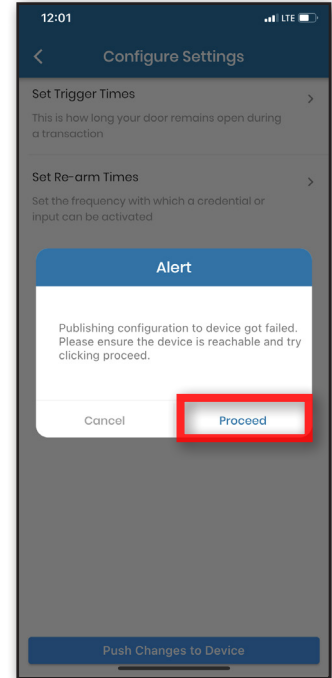 12:01
LTE
Configure Settings
Set Trigger Times
This is how long your door remains open during
a transaction
Set Re-arm Times
Set the frequency with which a credential or
input can be activated
Alert
Publishing configuration to device got failed.
Please ensure the device is reachable and try
clicking proceed.
Cancel
Proceed
Push Changes to Device